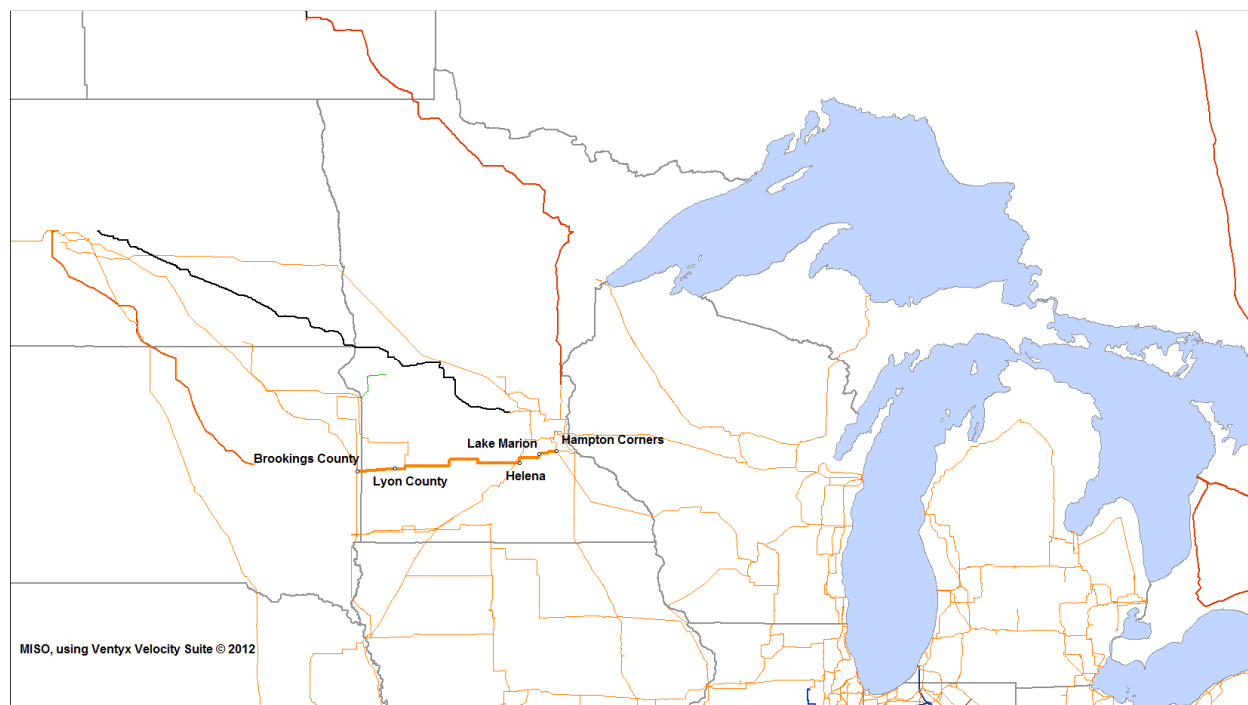 Lake Marion
Hampton Corners
Brookings County
Helena
Lyon County
MISO, using Ventyx Velocity Suite © 2012